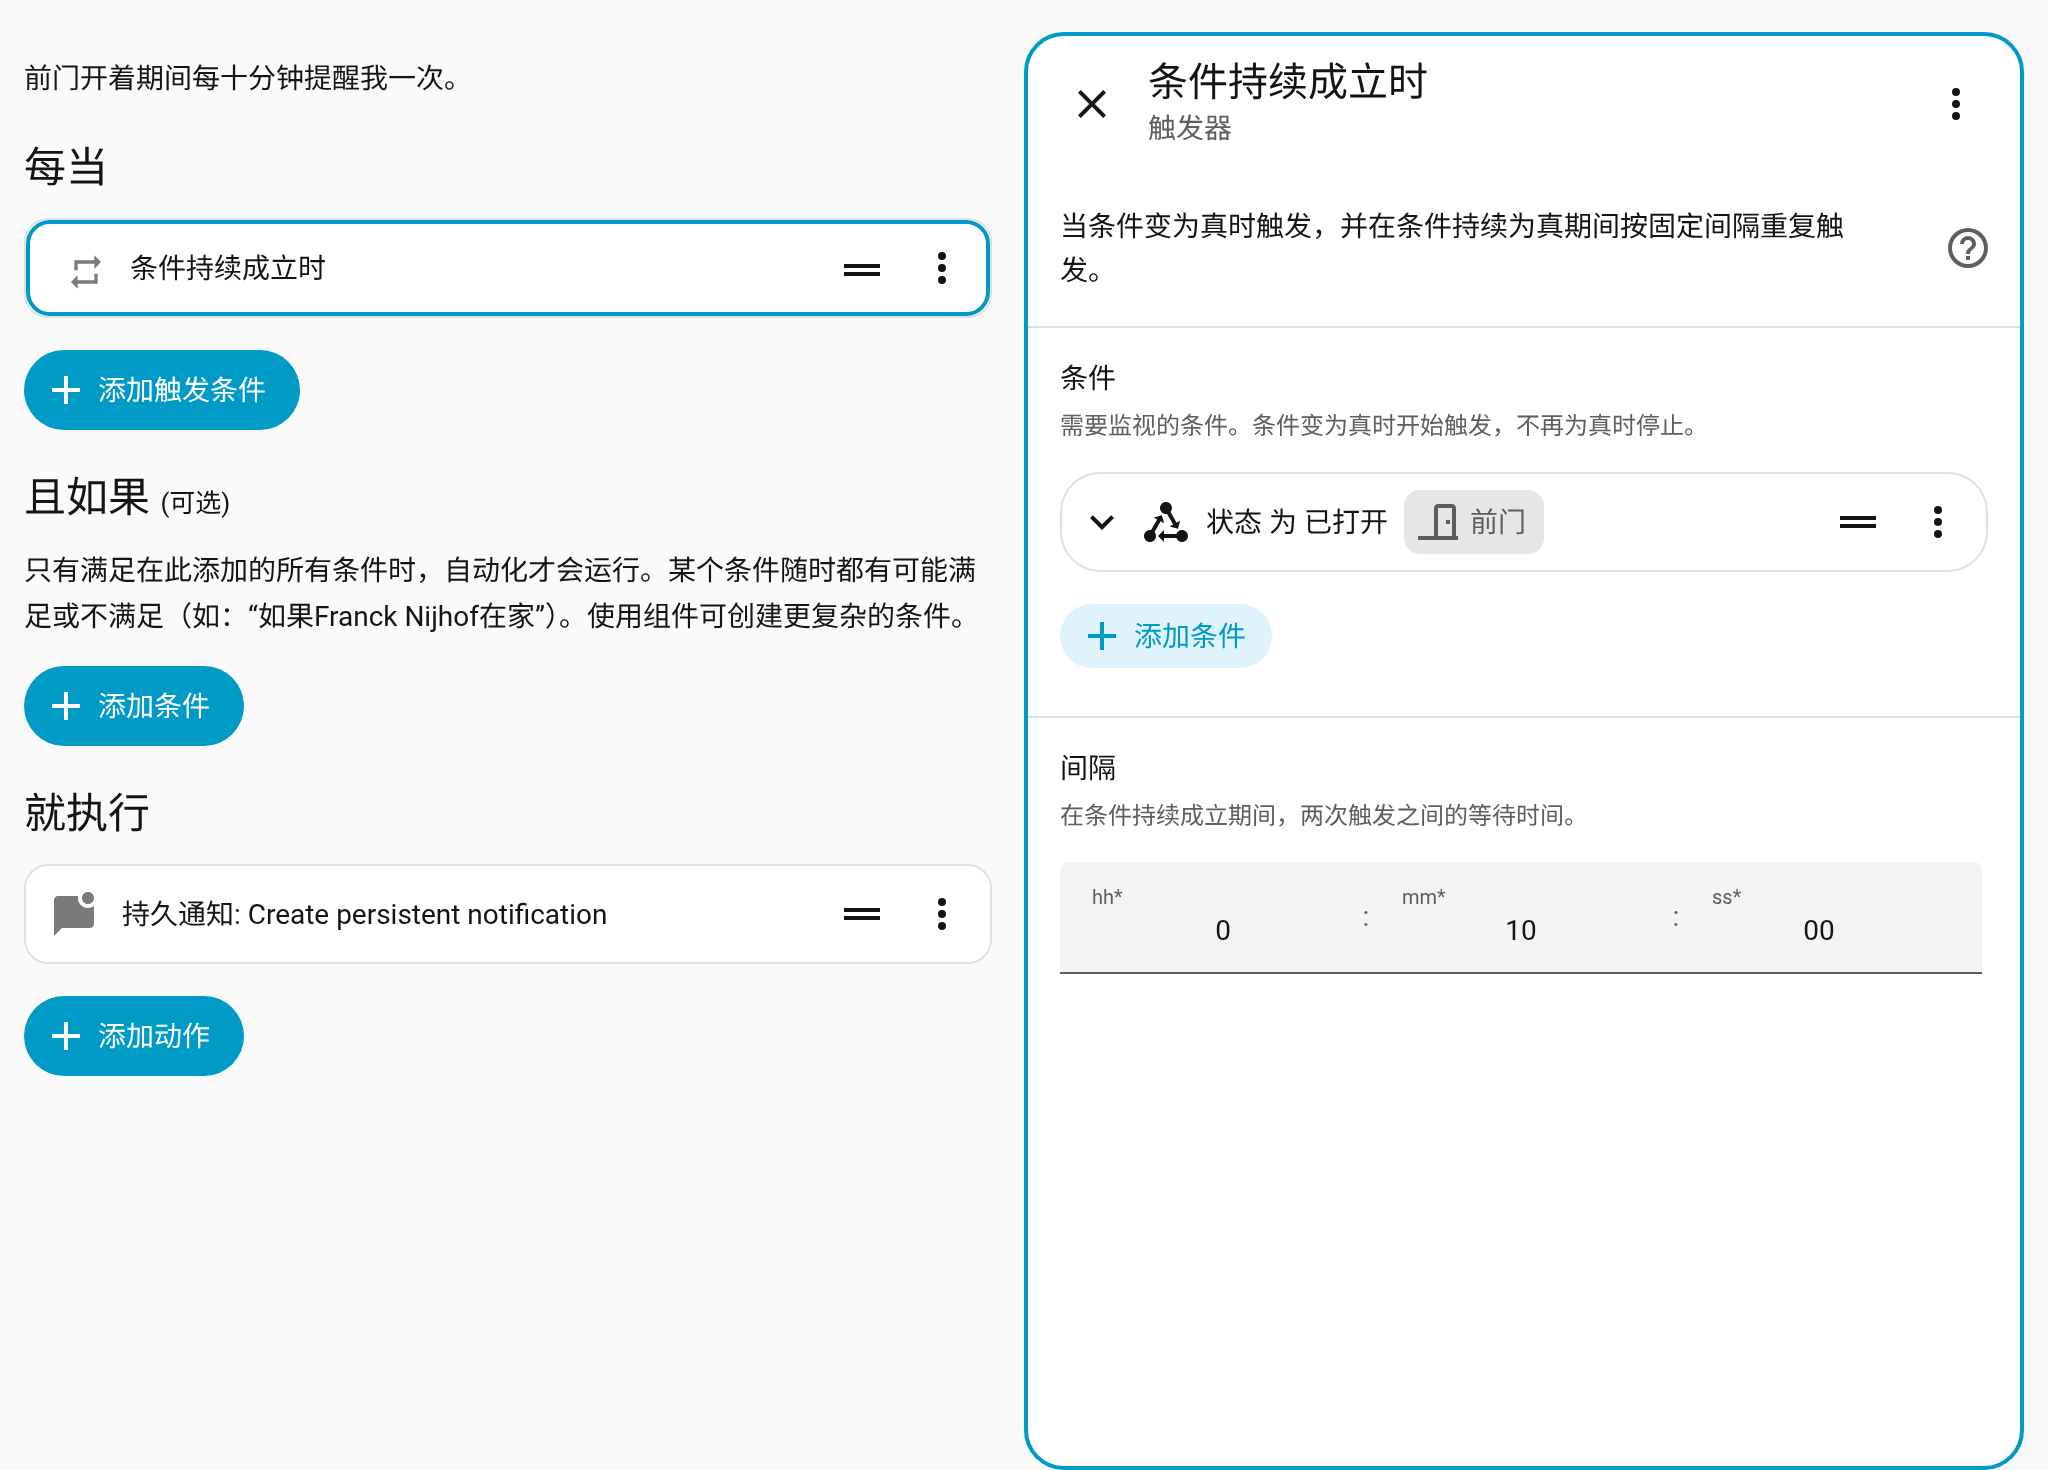 前门开着期间每十分钟提醒我一次。
每当
条件持续成立时
添加触发条件
且如果 (可选)
只有满足在此添加的所有条件时，自动化才会运行。某个条件随时都有可能满
足或不满足（如：“如果Franck Nijhof在家”）。使用组件可创建更复杂的条件。
添加条件
就执行
持久通知: Create persistent notification
添加动作
条件持续成立时
触发器
当条件变为真时触发，并在条件持续为真期间按固定间隔重复触
发。
条件
需要监视的条件。条件变为真时开始触发，不再为真时停止。
状态 为 已打开 前门
添加条件
间隔
在条件持续成立期间，两次触发之间的等待时间。
hh* mm* ss*
0 : 10 : 00